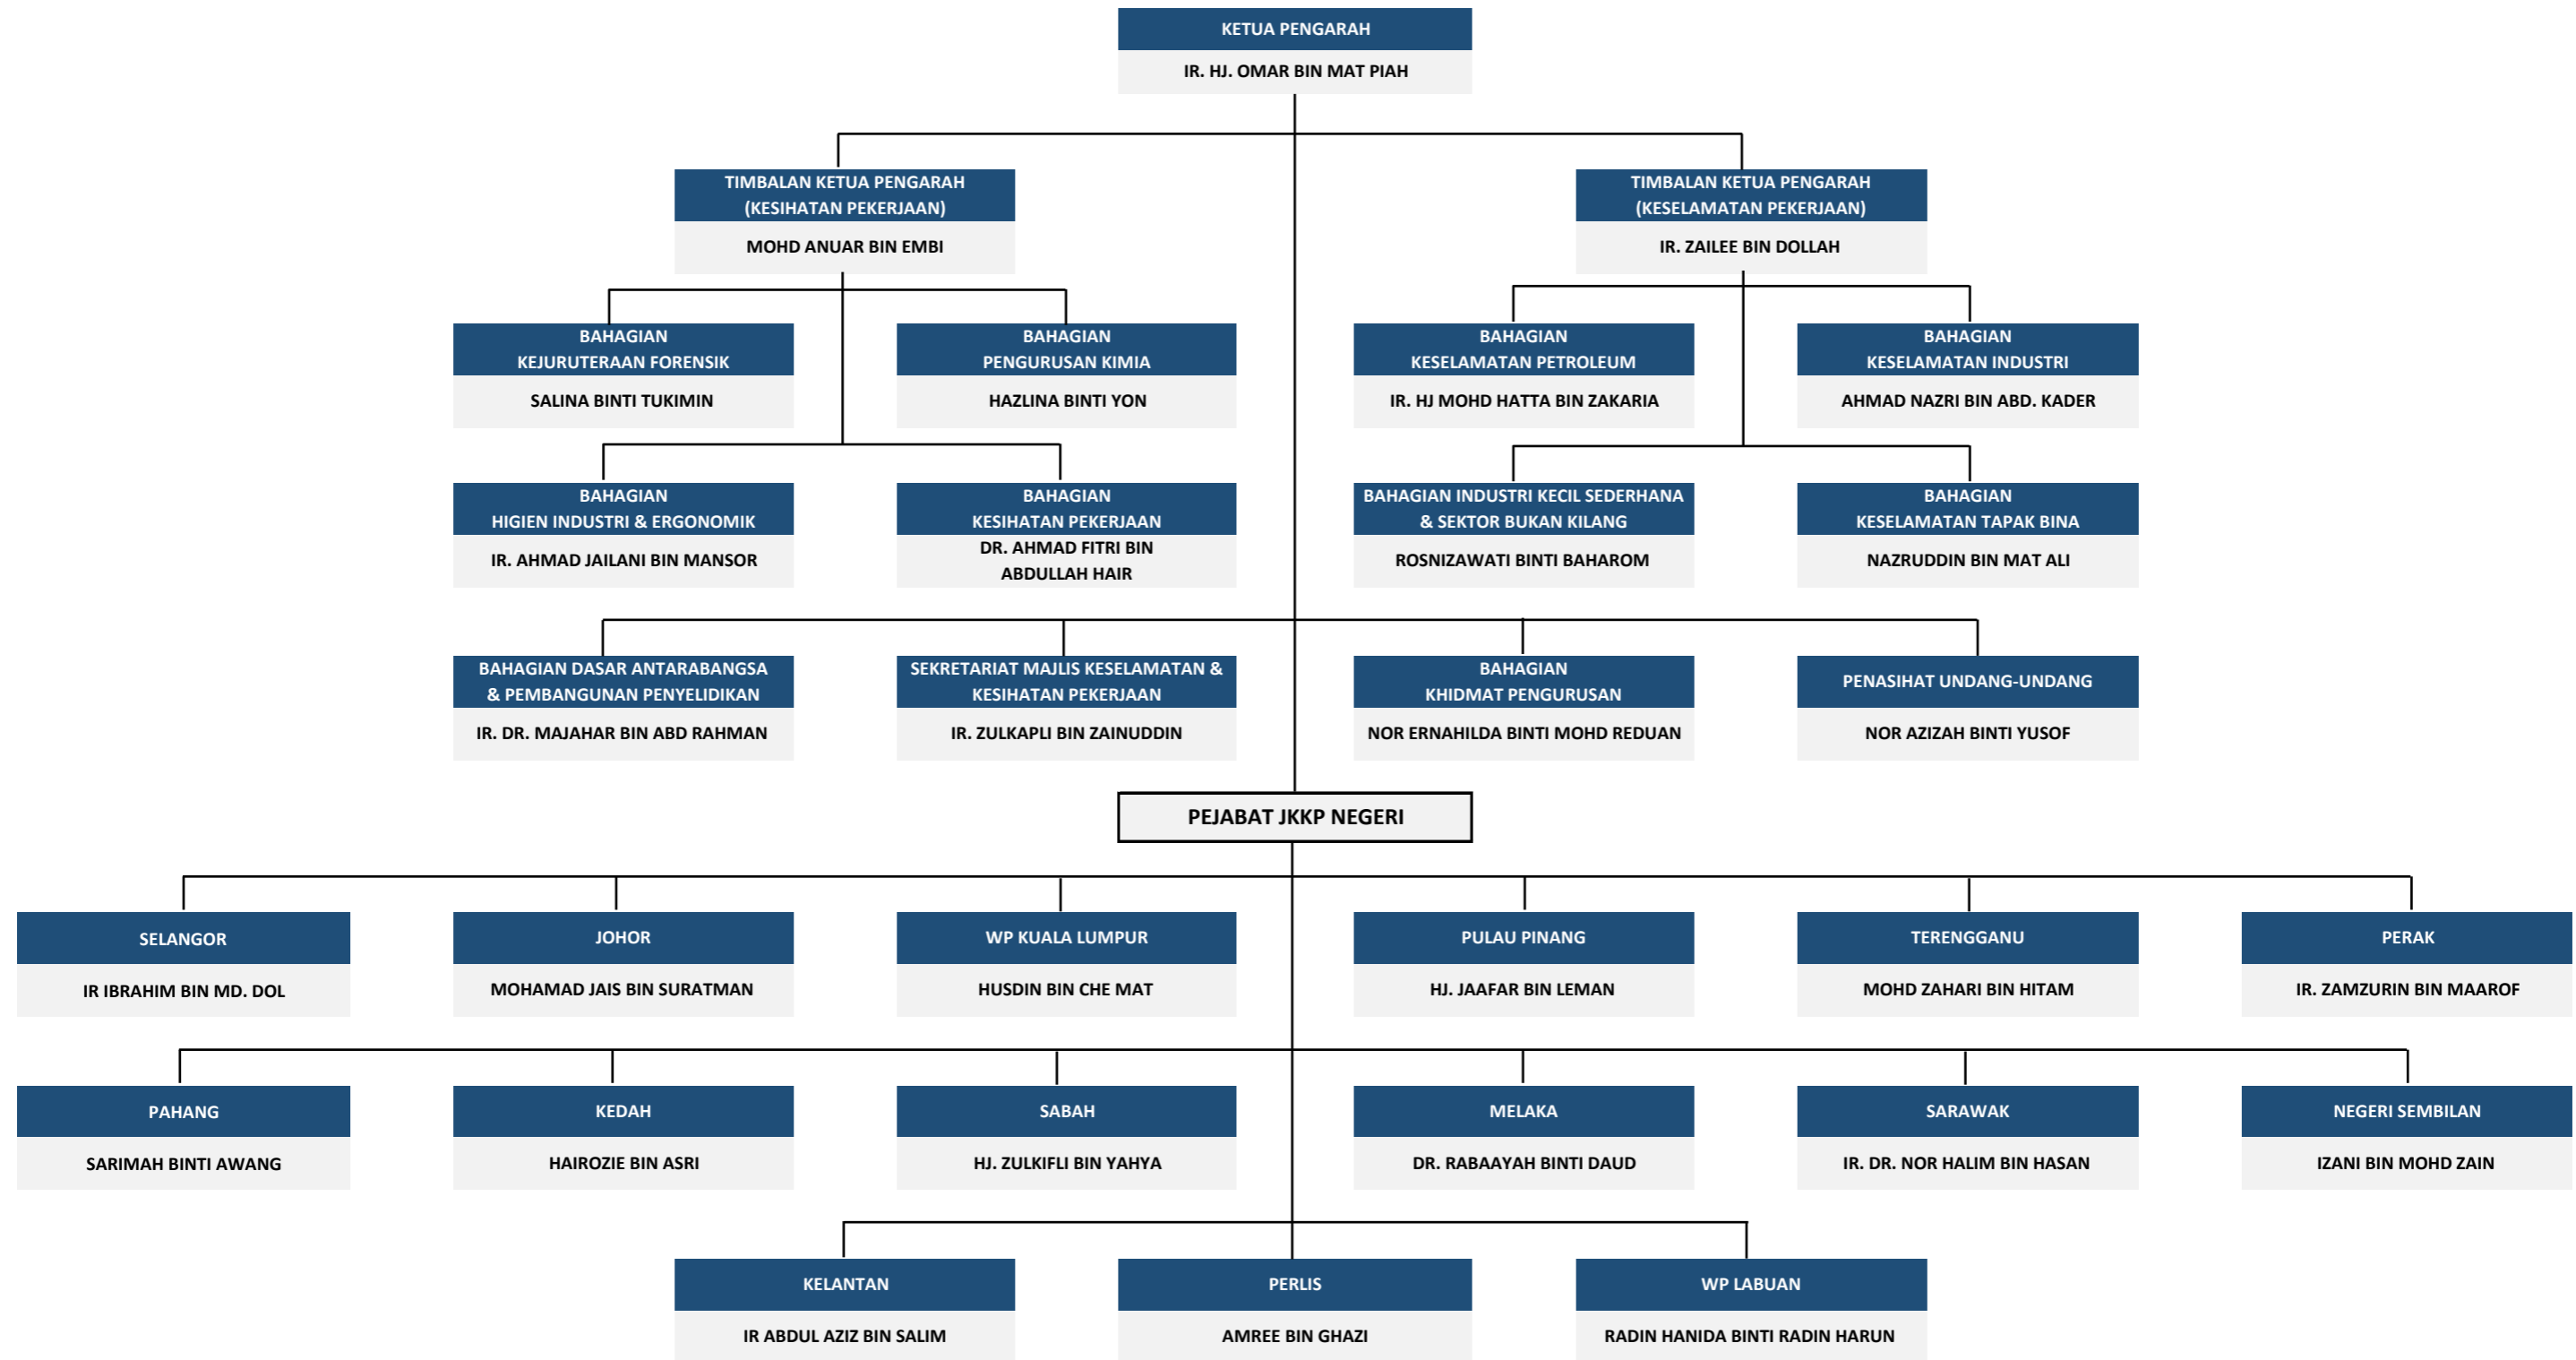 KETUA PENGARAH
IR. HJ. OMAR BIN MAT PIAH
TIMBALAN KETUA PENGARAH
(KESIHATAN PEKERJAAN)
MOHD ANUAR BIN EMBI
TIMBALAN KETUA PENGARAH
(KESELAMATAN PEKERJAAN)
IR. ZAILEE BIN DOLLAH
BAHAGIAN
KEJURUTERAAN FORENSIK
SALINA BINTI TUKIMIN
BAHAGIAN
PENGURUSAN KIMIA
HAZLINA BINTI YON
BAHAGIAN
KESELAMATAN PETROLEUM
IR. HJ MOHD HATTA BIN ZAKARIA
BAHAGIAN
KESELAMATAN INDUSTRI
AHMAD NAZRI BIN ABD. KADER
BAHAGIAN
HIGIEN INDUSTRI & ERGONOMIK
IR. AHMAD JAILANI BIN MANSOR
BAHAGIAN
KESIHATAN PEKERJAAN
DR. AHMAD FITRI BIN
ABDULLAH HAIR
BAHAGIAN INDUSTRI KECIL SEDERHANA
& SEKTOR BUKAN KILANG
ROSNIZAWATI BINTI BAHAROM
BAHAGIAN
KESELAMATAN TAPAK BINA
NAZRUDDIN BIN MAT ALI
BAHAGIAN DASAR ANTARABANGSA
& PEMBANGUNAN PENYELIDIKAN
IR. DR. MAJAHAR BIN ABD RAHMAN
SEKRETARIAT MAJLIS KESELAMATAN &
KESIHATAN PEKERJAAN
IR. ZULKAPLI BIN ZAINUDDIN
BAHAGIAN
KHIDMAT PENGURUSAN
NOR ERNAHILDA BINTI MOHD REDUAN
PENASIHAT UNDANG-UNDANG
NOR AZIZAH BINTI YUSOF
PEJABAT JKKP NEGERI
SELANGOR
IR IBRAHIM BIN MD. DOL
JOHOR
MOHAMAD JAIS BIN SURATMAN
WP KUALA LUMPUR
HUSDIN BIN CHE MAT
PULAU PINANG
HJ. JAAFAR BIN LEMAN
TERENGGANU
MOHD ZAHARI BIN HITAM
PERAK
IR. ZAMZURIN BIN MAAROF
PAHANG
SARIMAH BINTI AWANG
KEDAH
HAIROZIE BIN ASRI
SABAH
HJ. ZULKIFLI BIN YAHYA
MELAKA
DR. RABAAYAH BINTI DAUD
SARAWAK
IR. DR. NOR HALIM BIN HASAN
NEGERI SEMBILAN
IZANI BIN MOHD ZAIN
KELANTAN
IR ABDUL AZIZ BIN SALIM
PERLIS
AMREE BIN GHAZI
WP LABUAN
RADIN HANIDA BINTI RADIN HARUN